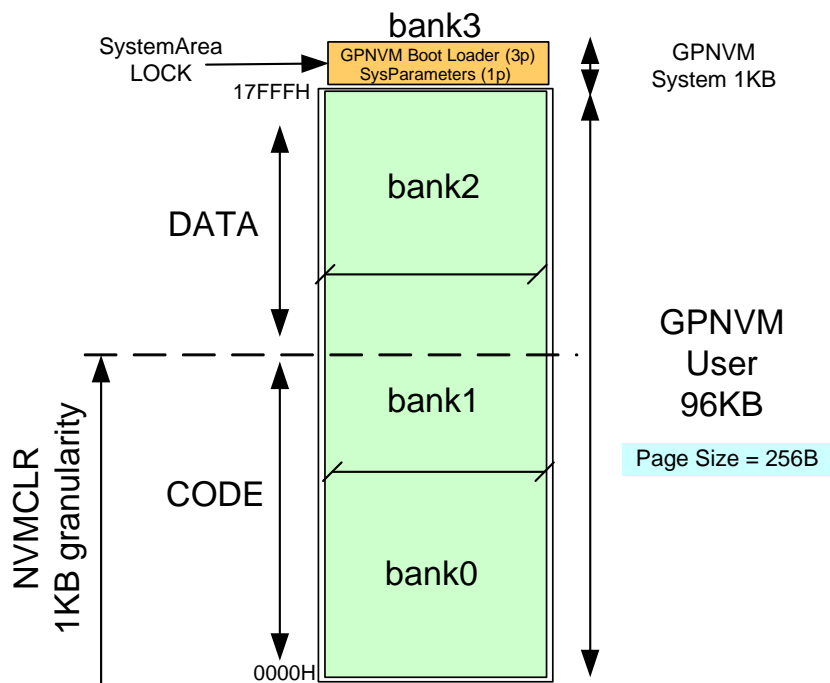 bank3
SystemArea
LOCK
GPNVM Boot Loader (3p)
SysParameters (1p)
GPNVM
System 1KB
17FFFH
bank2
DATA
GPNVM
User
96KB
bank1
Page Size = 256B
NVMCLR
1KB granularity
CODE
bank0
0000H